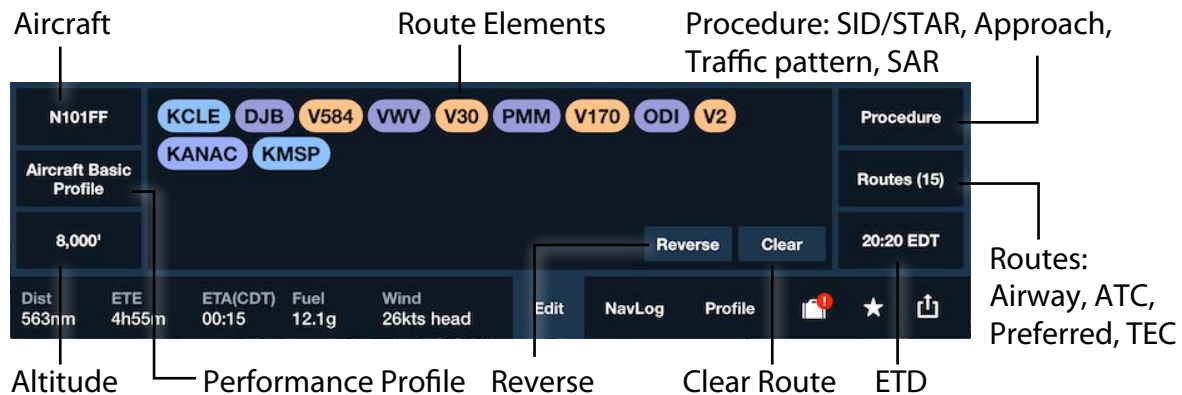 Aircraft
Route Elements
Procedure: SID/STAR, Approach,
Traffic pattern, SAR
N101FF
KCLE DJB V584 VWV V30 PMM V170 ODI V2
Procedure
KANAC KMSP
Aircraft Basic
Profile
Routes (15)
8,000'
Reverse
Clear
20:20 EDT
Routes:
Airway, ATC,
Preferred, TEC
Dist ETE ETA(CDT) Fuel Wind
563nm 4h55m 00:15 12.1g 26kts head
Edit
NavLog
Profile
!
Altitude
Performance Profile
Reverse
Clear Route
ETD